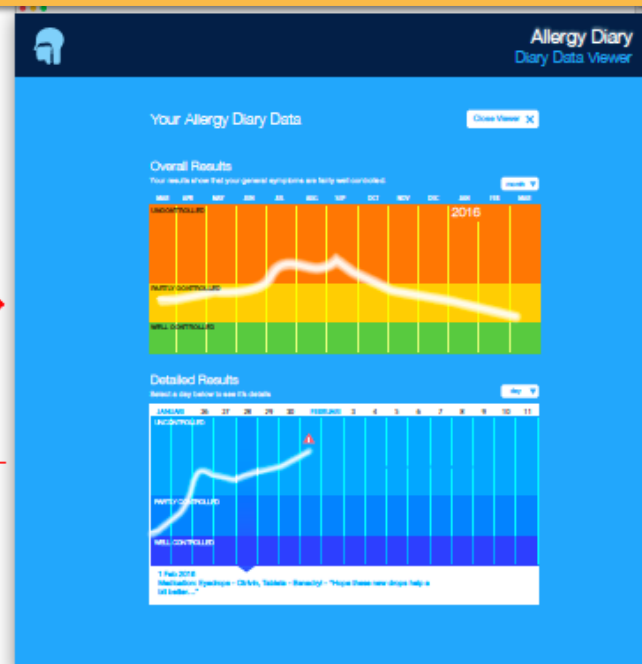 Allergy Diary
Diary Data Viewer
Your Allergy Diary Data
Close Viewer X
Overall Results
Your results show that your general symptoms are fairly well controlled.
month
MAR APR MAY JUN JUL AUG SEP OCT NOV DEC JAN FEB MAR
UNCONTROLLED
2016
PARTLY CONTROLLED
WELL CONTROLLED
Detailed Results
Select a day below to see it's details
day
26 27 28 29 30 3 4 5 6 7 8 9 10 11
UNCONTROLLED
PARTLY CONTROLLED
WELL CONTROLLED
1 Feb 2016
Medication: Eyedrops - Tablets - Benadryl - "Hope these new drops help a
bit better..."